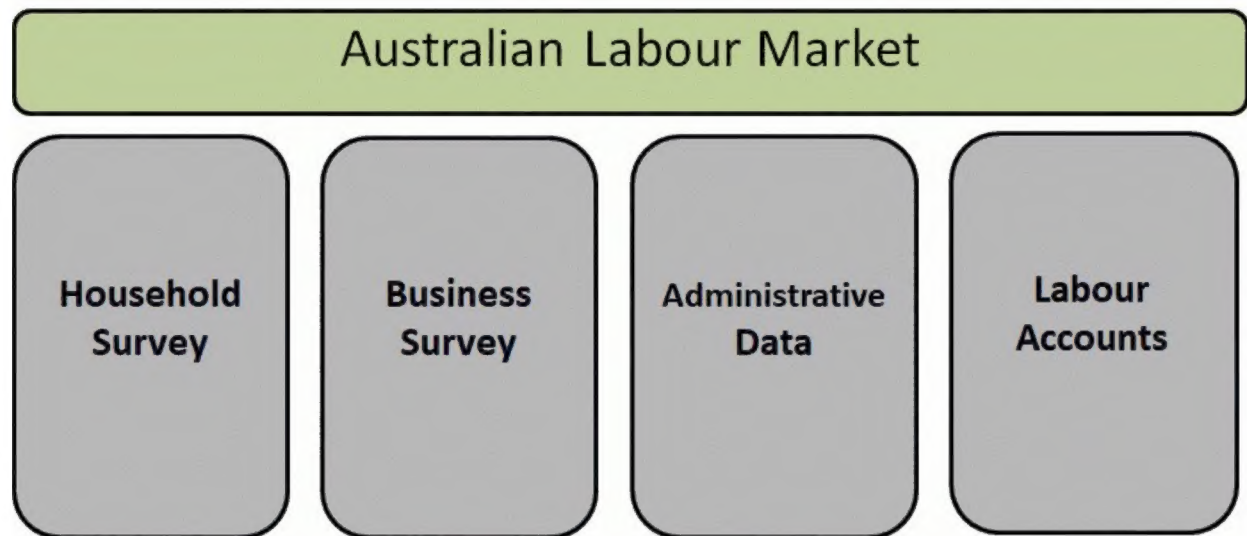 Australian Labour Market
Household
Survey
Business
Survey
Administrative
Data
Labour
Accounts